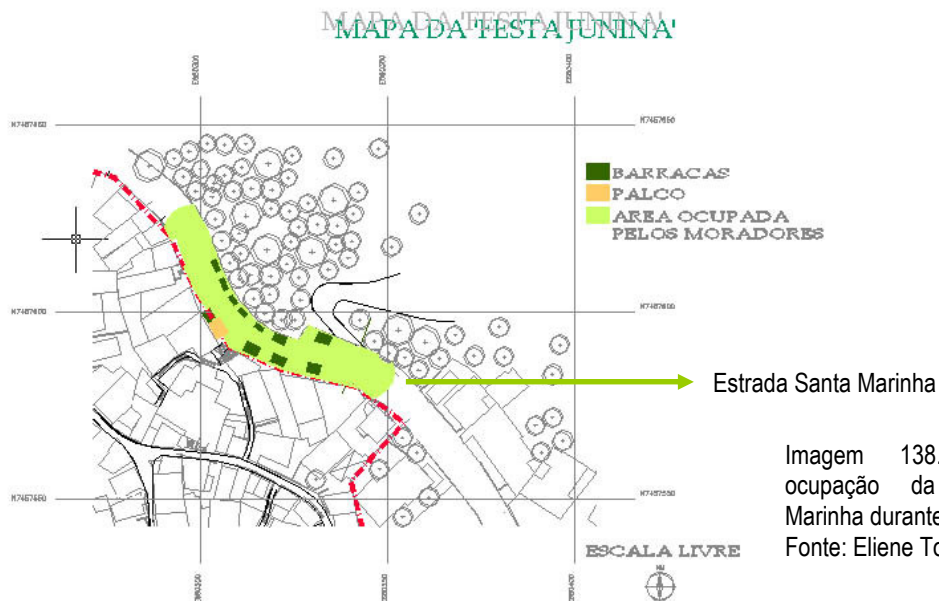 MAPA DA 'FESTA JUNINA'
BARRACAS
PALCO
AREA OCUPADA
PELOS MORADORES
Estrada Santa Marinha
Imagem 138.
ocupação da
Marinha durante
Fonte: Eliene To
ESCALA LIVRE